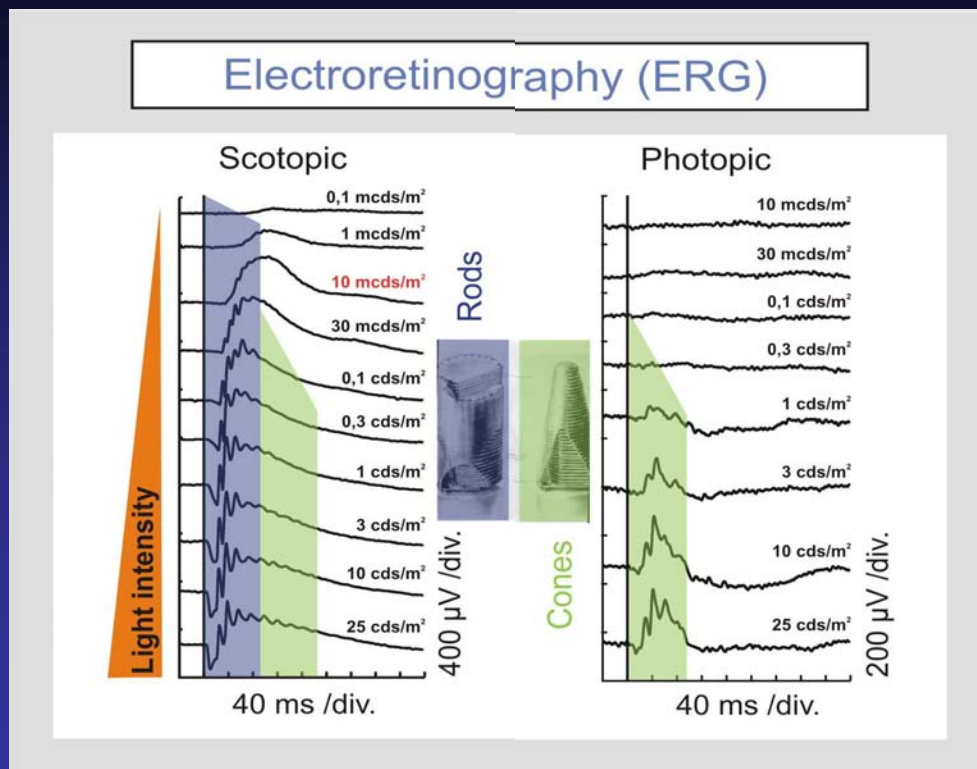 Electroretinography (ERG)
Scotopic
0,1 mcds/m²
1 mcds/m²
10 mcds/m²
30 mcds/m²
0,1 cds/m²
0,3 cds/m²
1 cds/m²
3 cds/m²
10 cds/m²
25 cds/m²
Light intensity
40 ms /div.
400 µV /div.
Rods
Cones
Photopic
10 mcds/m²
30 mcds/m²
0,1 cds/m²
0,3 cds/m²
1 cds/m²
3 cds/m²
10 cds/m²
25 cds/m²
40 ms /div.
200 µV /div.